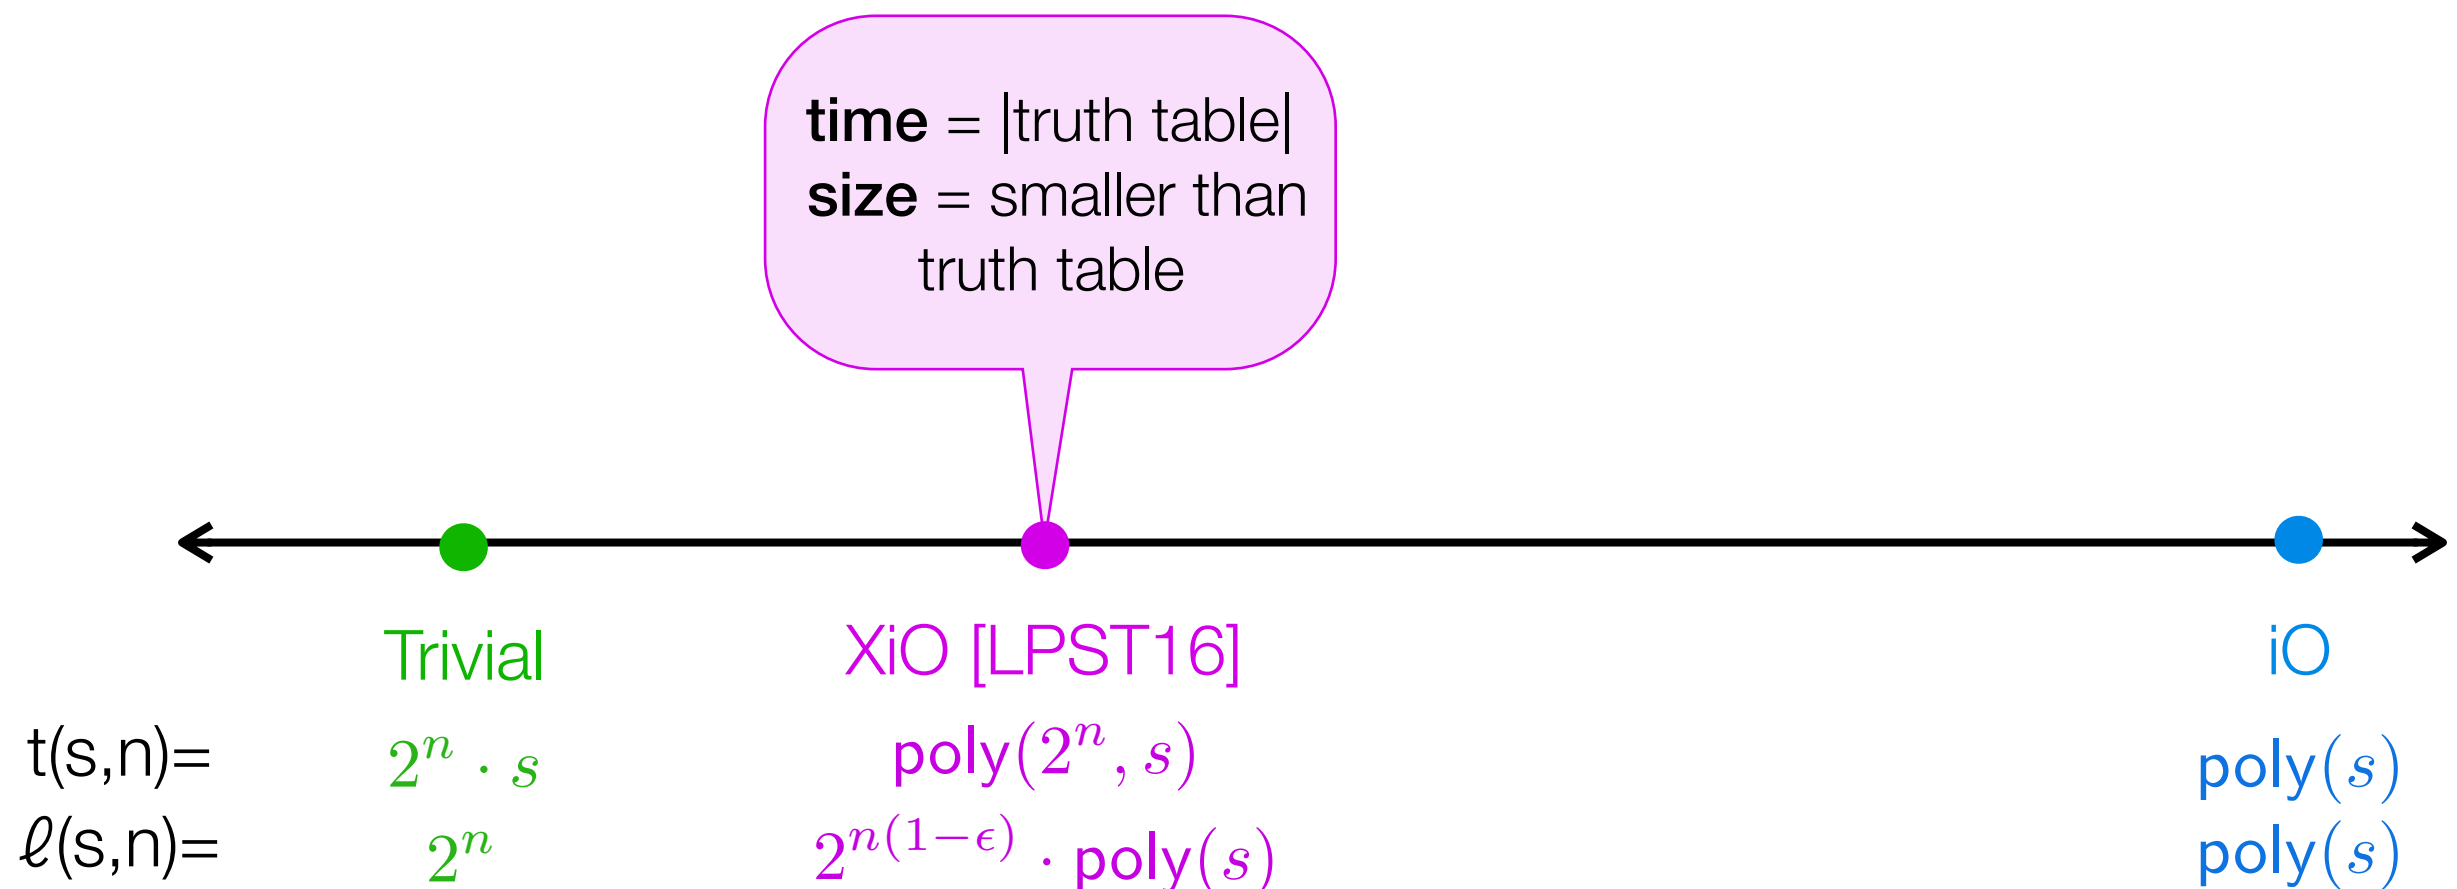 time = |truth table|
size = smaller than
truth table
Trivial XiO [LPST16] iO
t(s,n)= 2^n · s poly(2^n, s) poly(s)
ℓ(s,n)= 2^n 2^{n(1−ϵ)} · poly(s) poly(s)